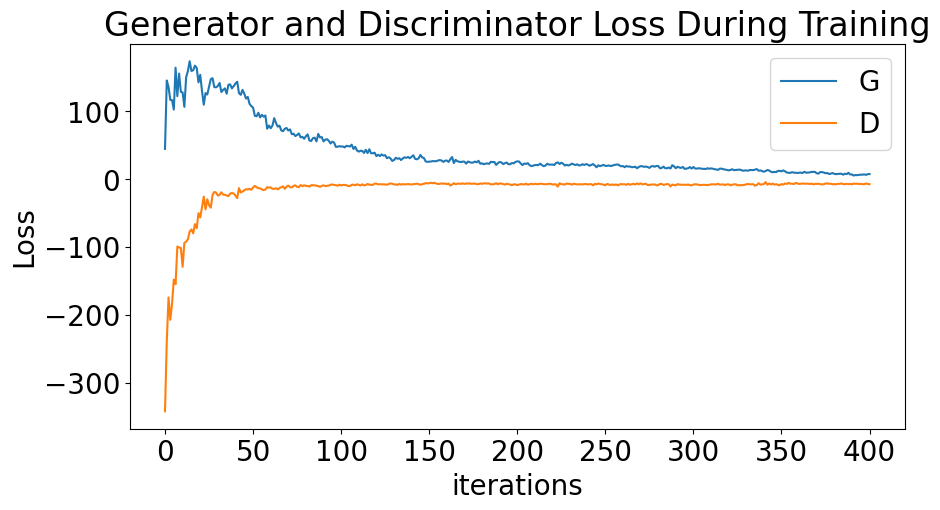 Generator and Discriminator Loss During Training
G
D
100
0
−100
−200
−300
Loss
0 50 100 150 200 250 300 350 400
iterations